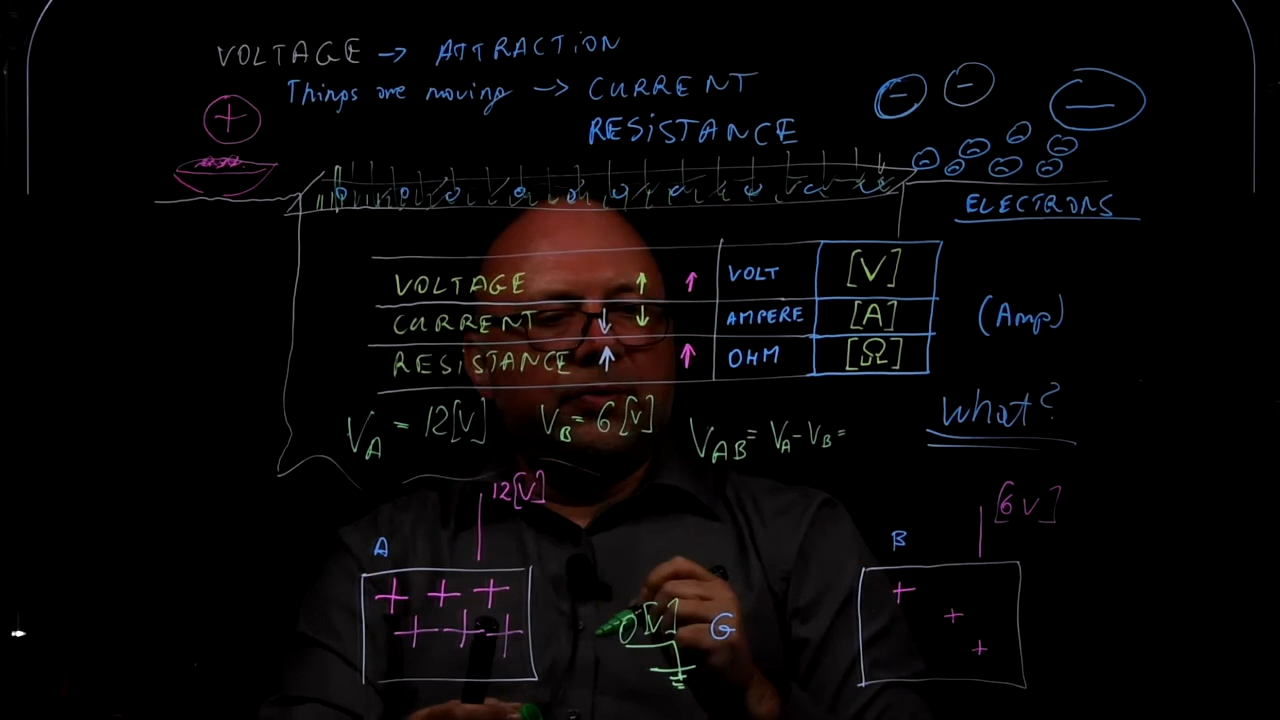 VOLTAGE → ATTRACTION
Things are moving → CURRENT
RESISTANCE
+
− − −
− − − − − − −
ELECTRONS
VOLTAGE ↑ ↑ VOLT [V]
CURRENT ↓ ↓ AMPERE [A] (Amp)
RESISTANCE ↑ ↑ OHM [Ω]
What?
V_A = 12[V] V_B = 6[V] V_AB = V_A − V_B =
12[V] [6V]
A B
+ + + +
+ + + +
0[V] G
+